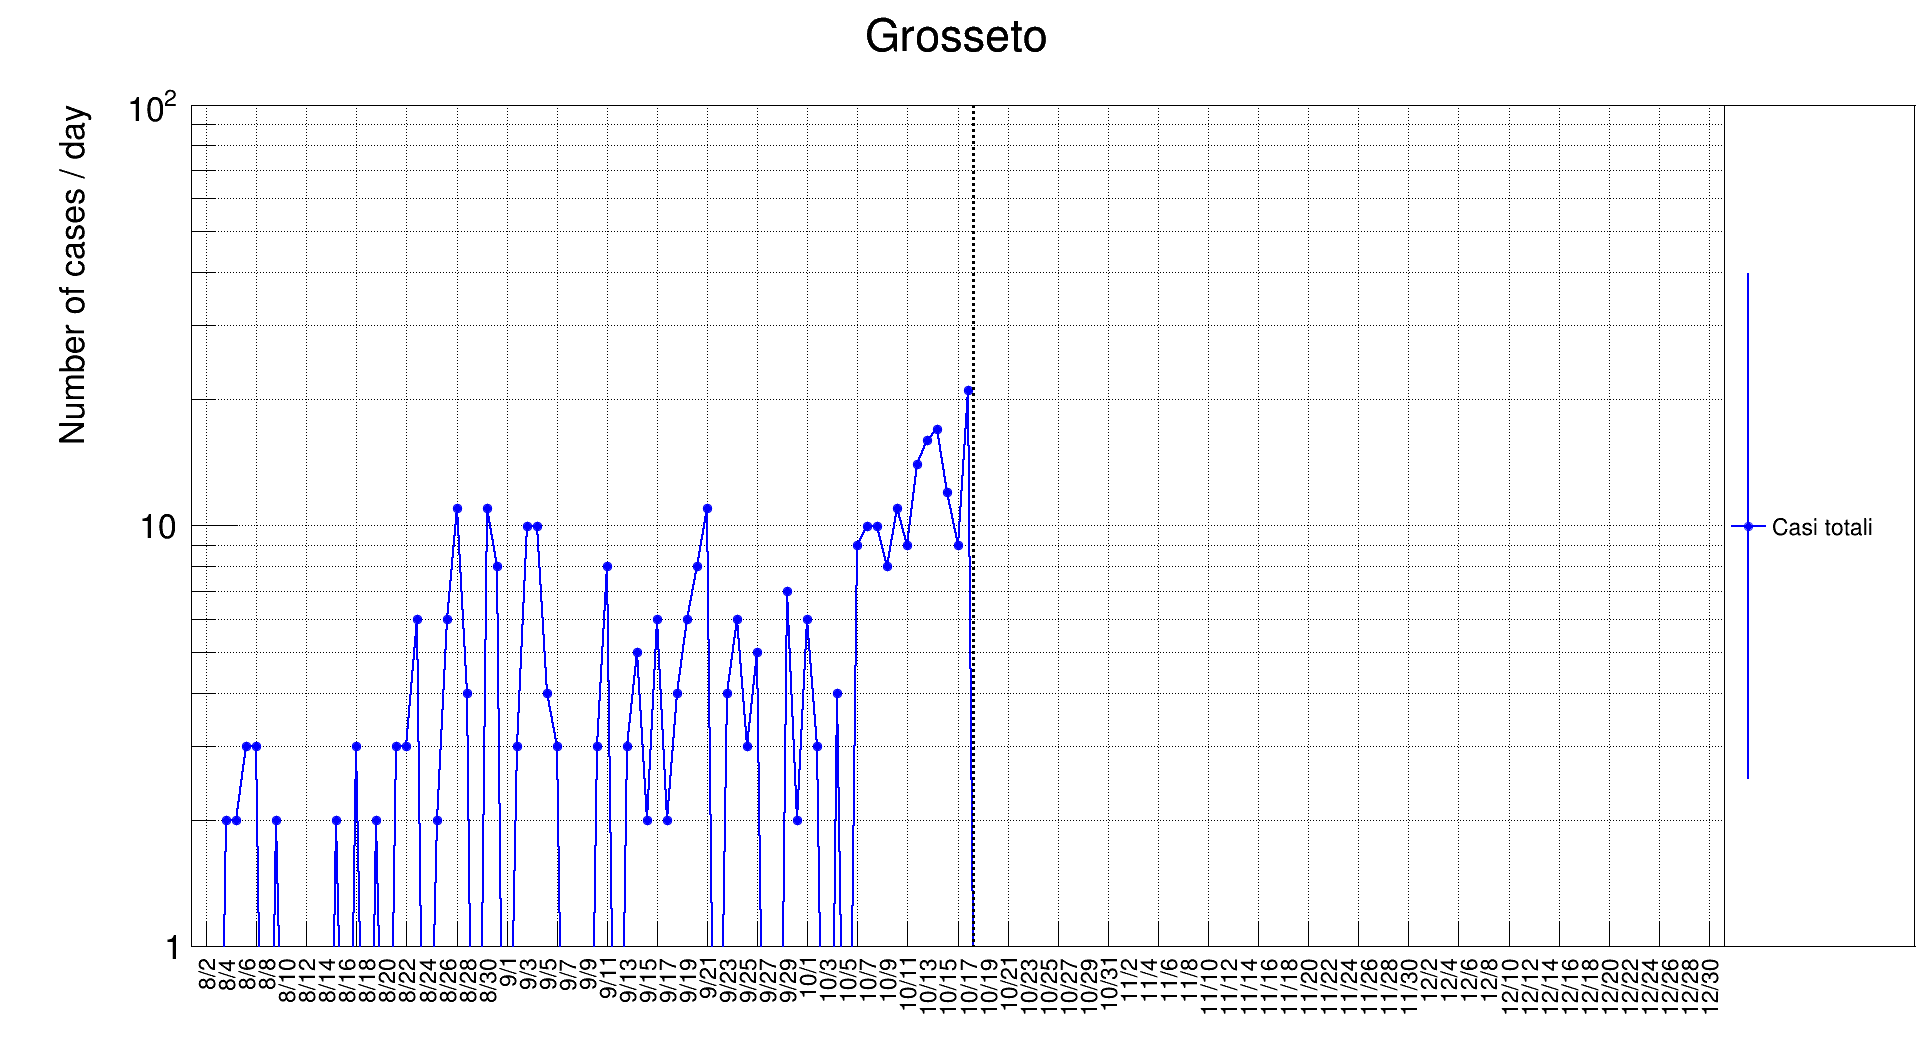 Grosseto
Number of cases / day
10²
10
1
8/2 8/4 8/6 8/8 8/10 8/12 8/14 8/16 8/18 8/20 8/22 8/24 8/26 8/28 8/30 9/1 9/3 9/5 9/7 9/9 9/11 9/13 9/15 9/17 9/19 9/21 9/23 9/25 9/27 9/29 10/1 10/3 10/5 10/7 10/9 10/11 10/13 10/15 10/17 10/19 10/21 10/23 10/25 10/27 10/29 10/31 11/2 11/4 11/6 11/8 11/10 11/12 11/14 11/16 11/18 11/20 11/22 11/24 11/26 11/28 11/30 12/2 12/4 12/6 12/8 12/10 12/12 12/14 12/16 12/18 12/20 12/22 12/24 12/26 12/28 12/30
Casi totali